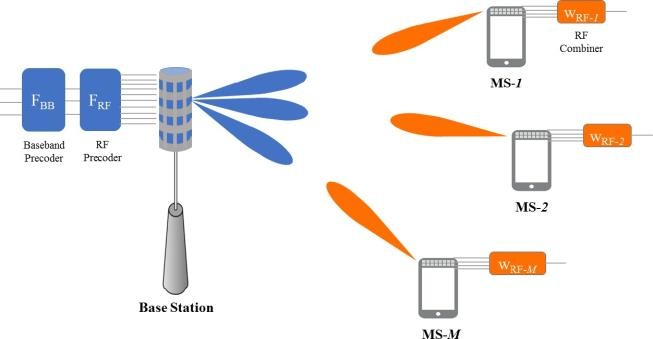 W_RF-1
RF
Combiner
MS-1
F_BB
F_RF
Baseband
Precoder
RF
Precoder
W_RF-2
MS-2
W_RF-M
Base Station
MS-M